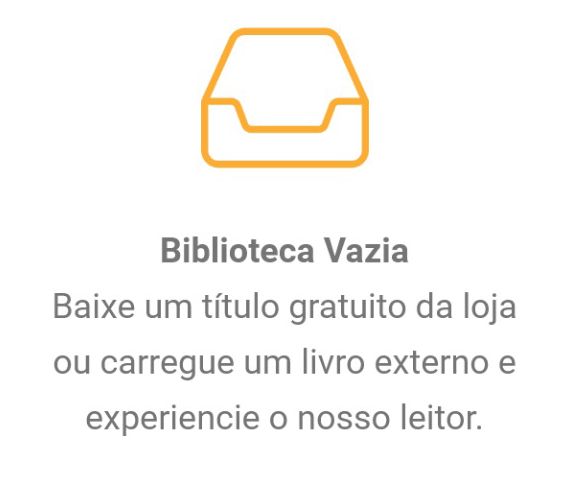 Biblioteca Vazia
Baixe um título gratuito da loja
ou carregue um livro externo e
experiencie o nosso leitor.